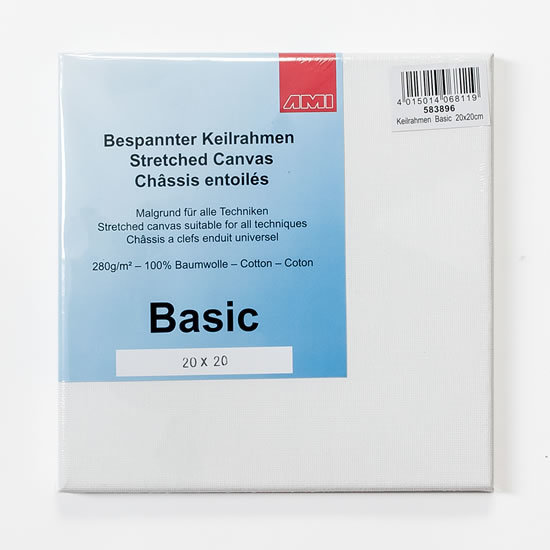 AMI
Bespannter Keilrahmen
Stretched Canvas
Châssis entoilés
Malgrund für alle Techniken
Stretched canvas suitable for all techniques
Châssis a clefs enduit universel
280g/m² – 100% Baumwolle – Cotton – Coton
Basic
20 X 20
4 015014 068119
583896
Keilrahmen Basic 20x20cm